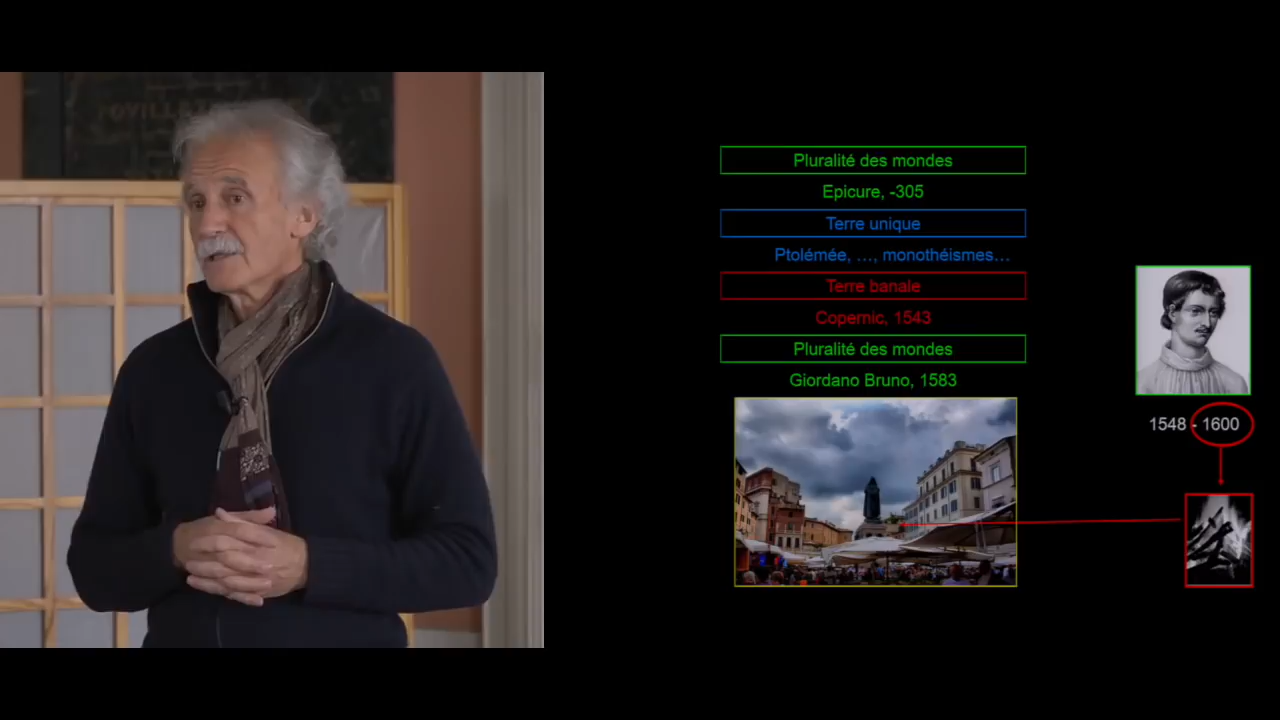 Pluralité des mondes
Epicure, -305
Terre unique
Ptolémée, …, monothéismes…
Terre banale
Copernic, 1543
Pluralité des mondes
Giordano Bruno, 1583
1548 - 1600